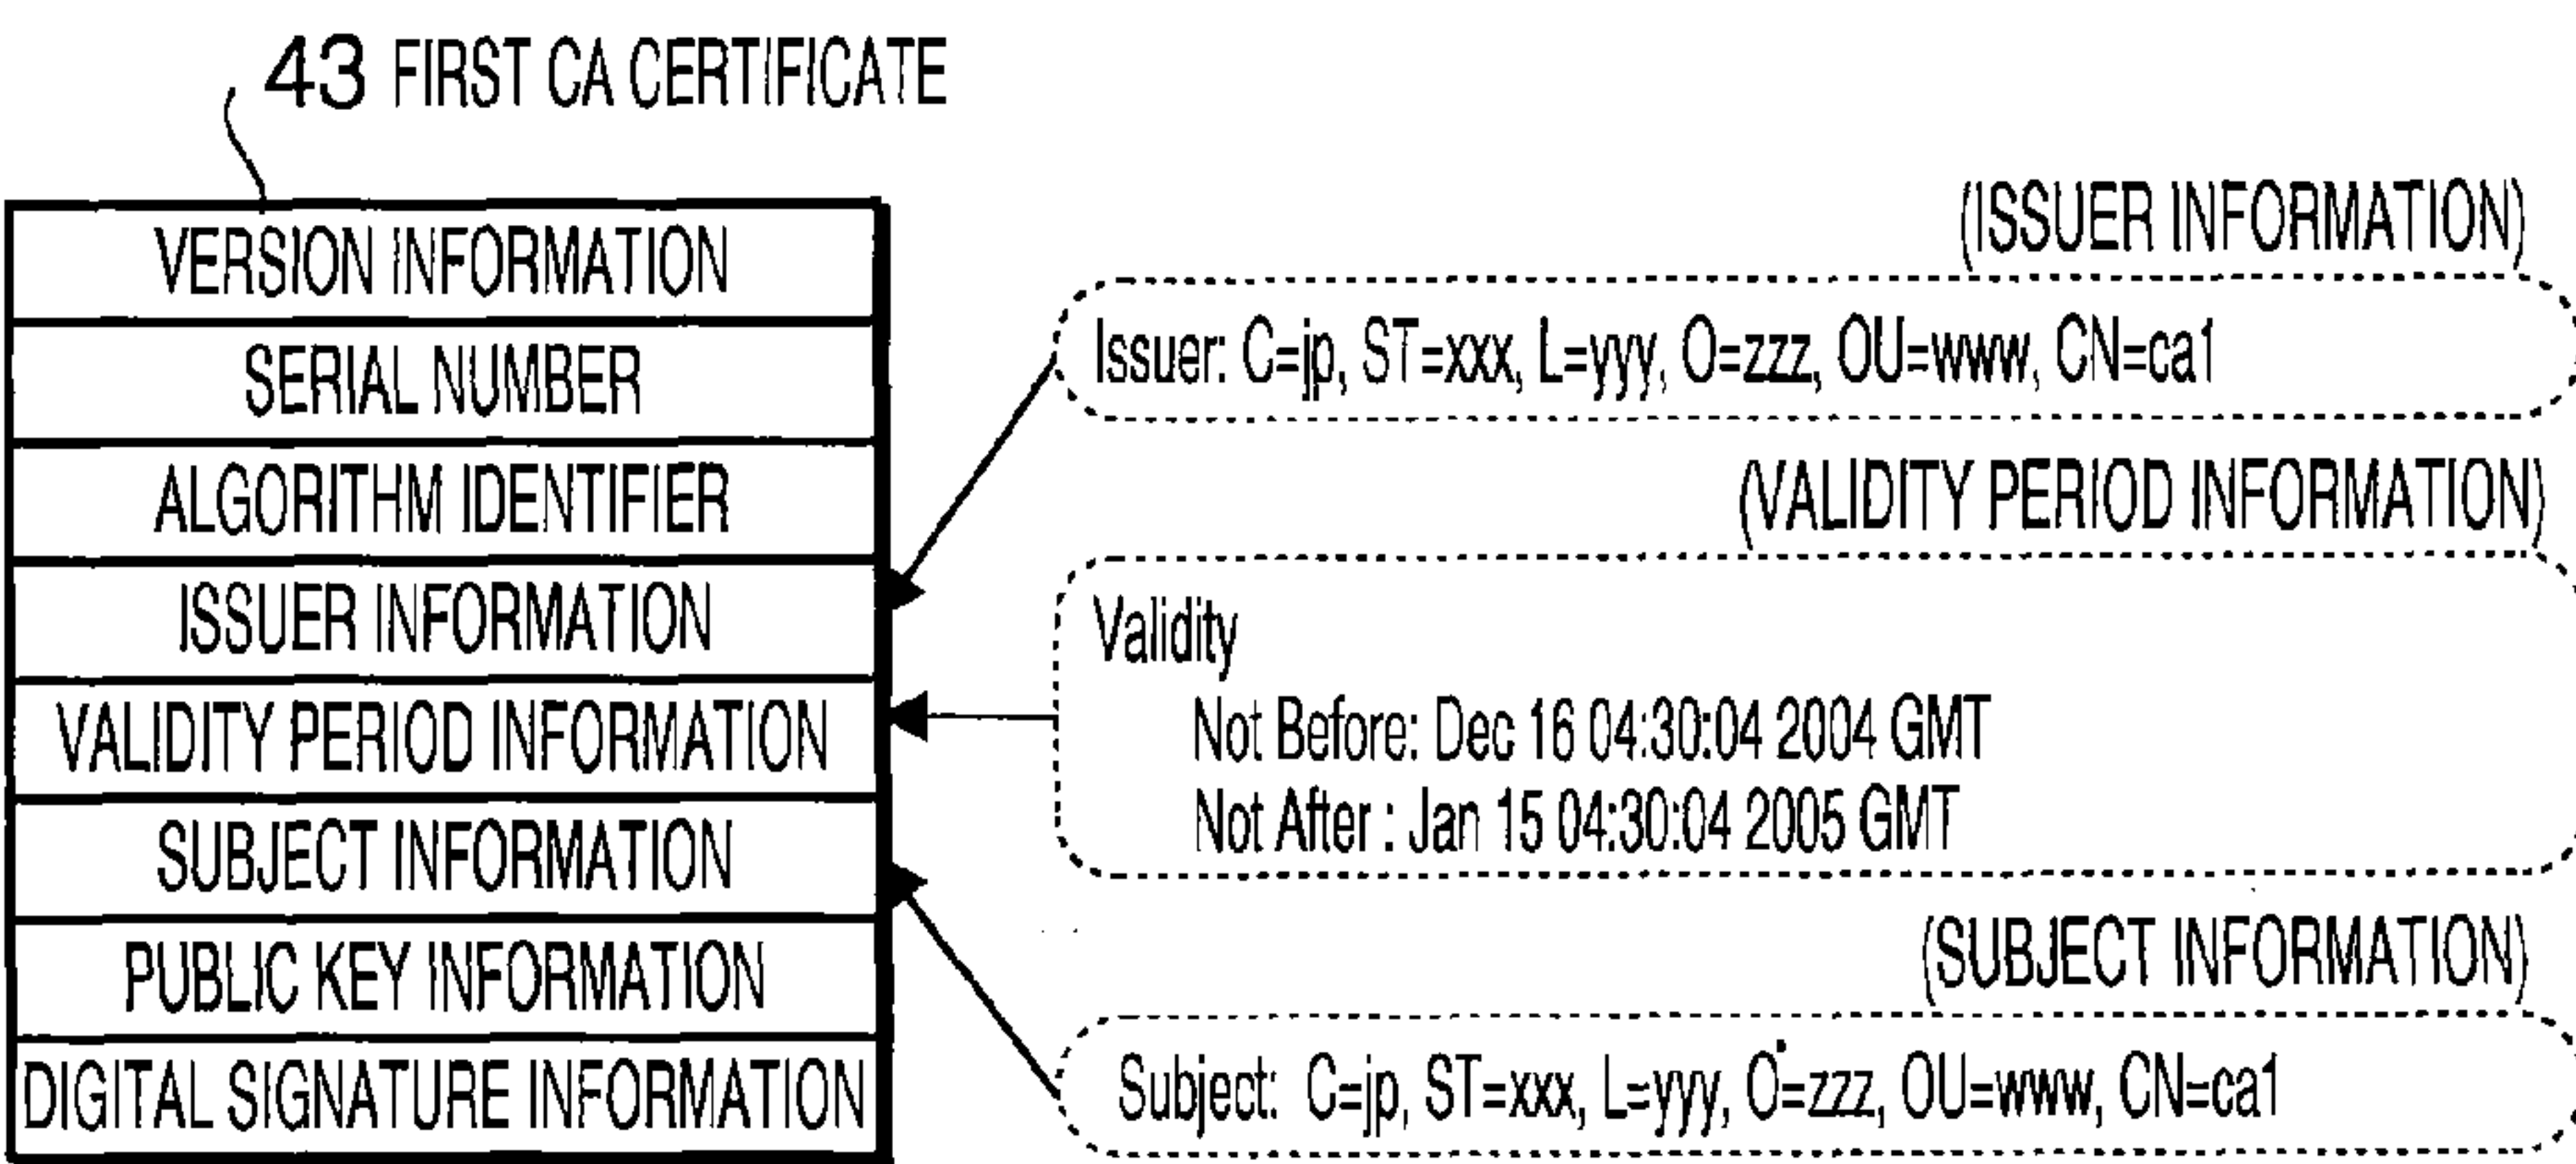 43 FIRST CA CERTIFICATE
VERSION INFORMATION
SERIAL NUMBER
ALGORITHM IDENTIFIER
ISSUER INFORMATION
VALIDITY PERIOD INFORMATION
SUBJECT INFORMATION
PUBLIC KEY INFORMATION
DIGITAL SIGNATURE INFORMATION
(ISSUER INFORMATION)
Issuer: C=jp, ST=xxx, L=yyy, O=zzz, OU=www, CN=ca1
(VALIDITY PERIOD INFORMATION)
Validity
Not Before: Dec 16 04:30:04 2004 GMT
Not After : Jan 15 04:30:04 2005 GMT
(SUBJECT INFORMATION)
Subject: C=jp, ST=xxx, L=yyy, O=zzz, OU=www, CN=ca1